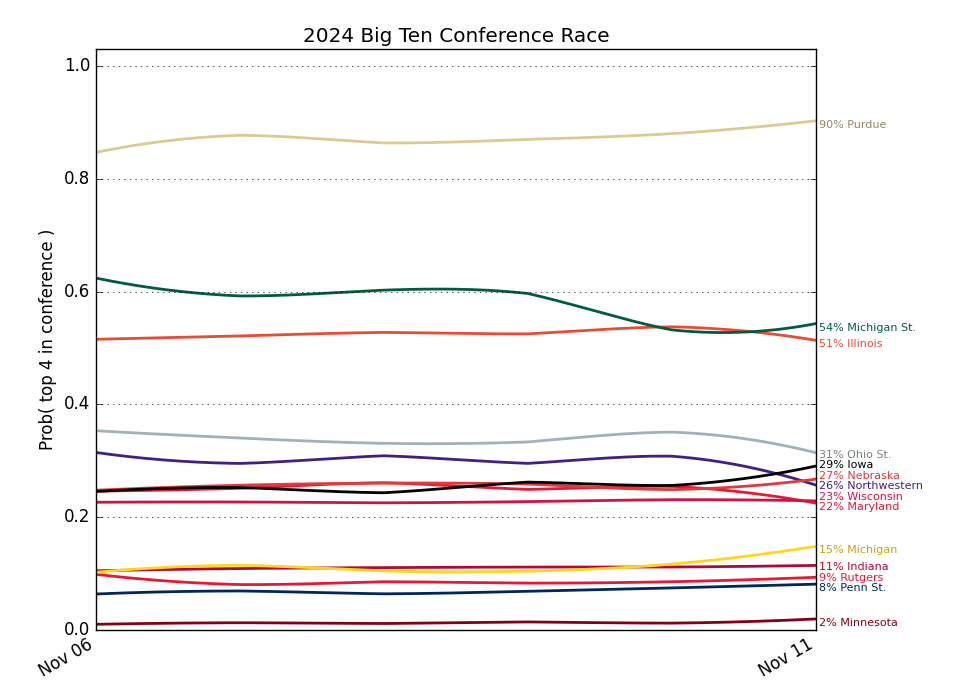 2024 Big Ten Conference Race
1.0
0.8
0.6
0.4
0.2
0.0
Prob( top 4 in conference )
Nov 06
Nov 11
90% Purdue
54% Michigan St.
51% Illinois
31% Ohio St.
29% Iowa
27% Nebraska
26% Northwestern
23% Wisconsin
22% Maryland
15% Michigan
11% Indiana
9% Rutgers
8% Penn St.
2% Minnesota